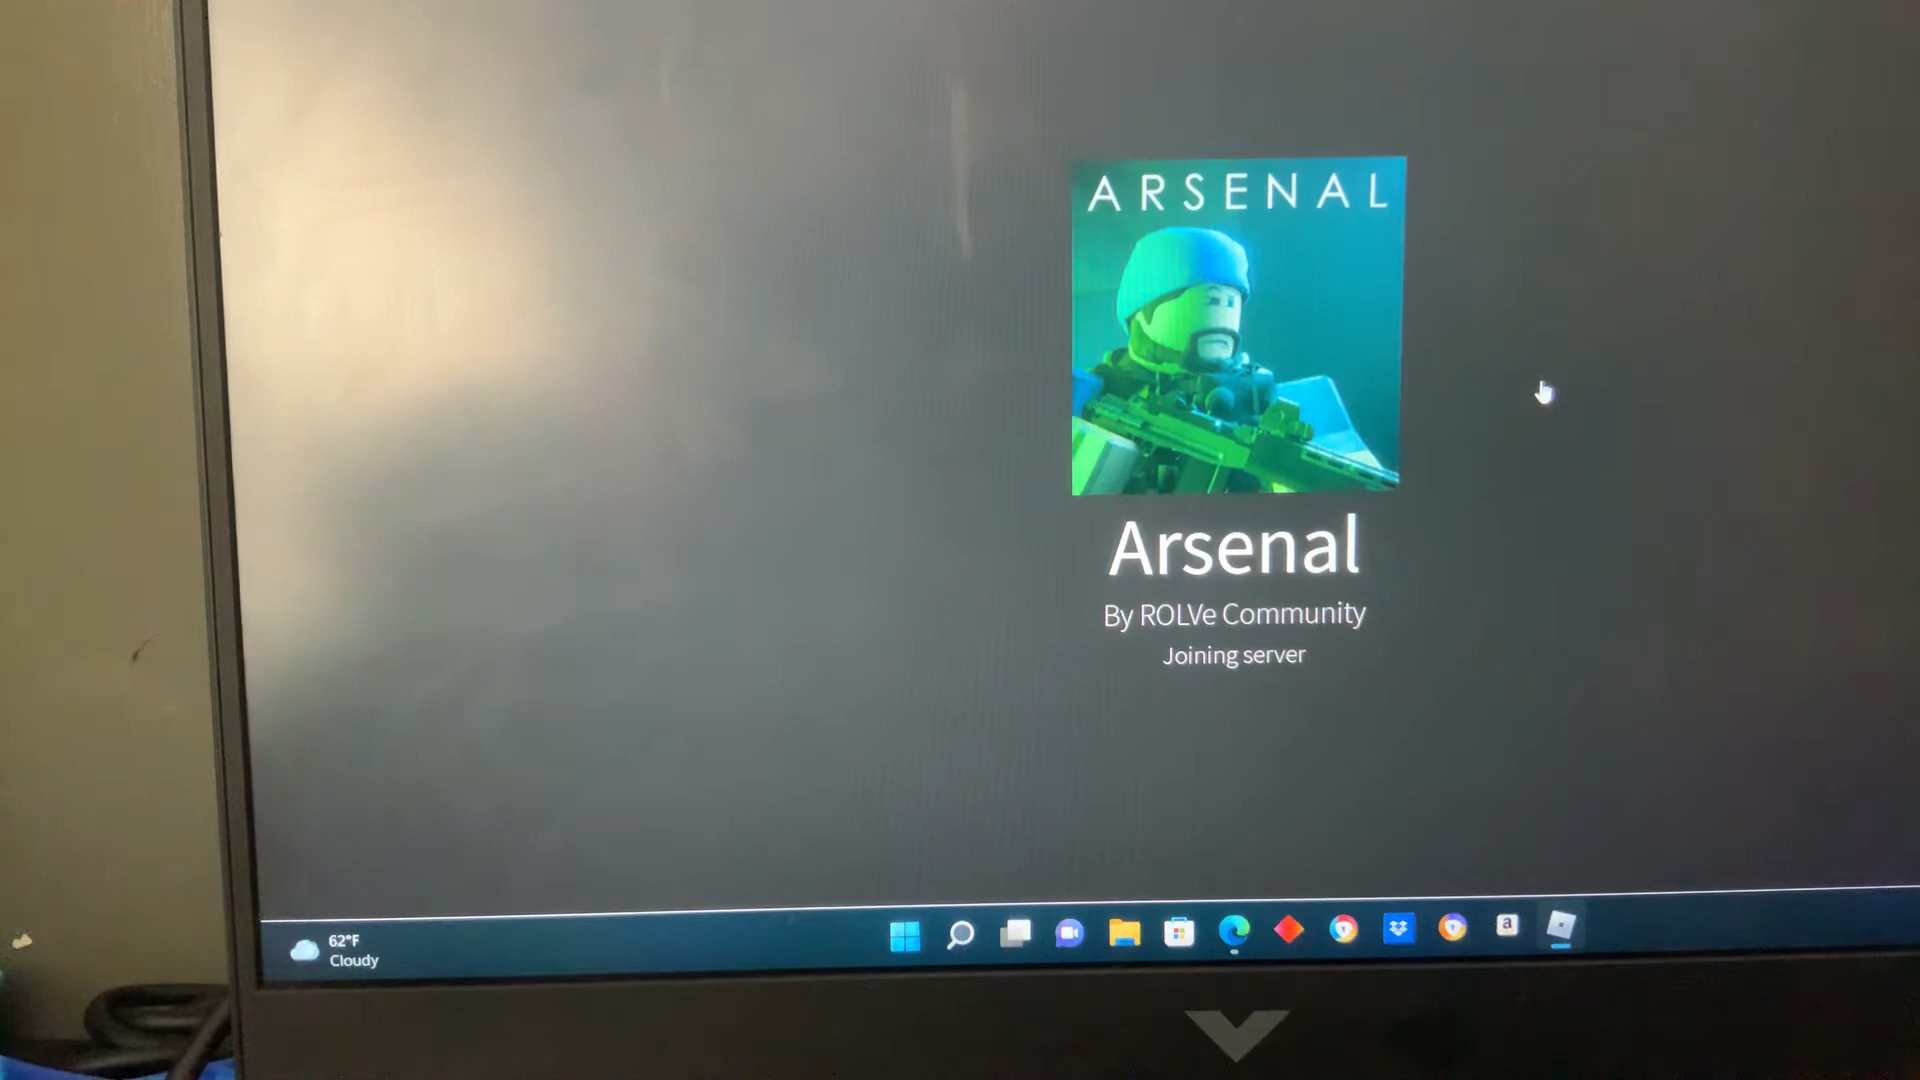 ARSENAL
Arsenal
By ROLVe Community
Joining server
62°F
Cloudy
a